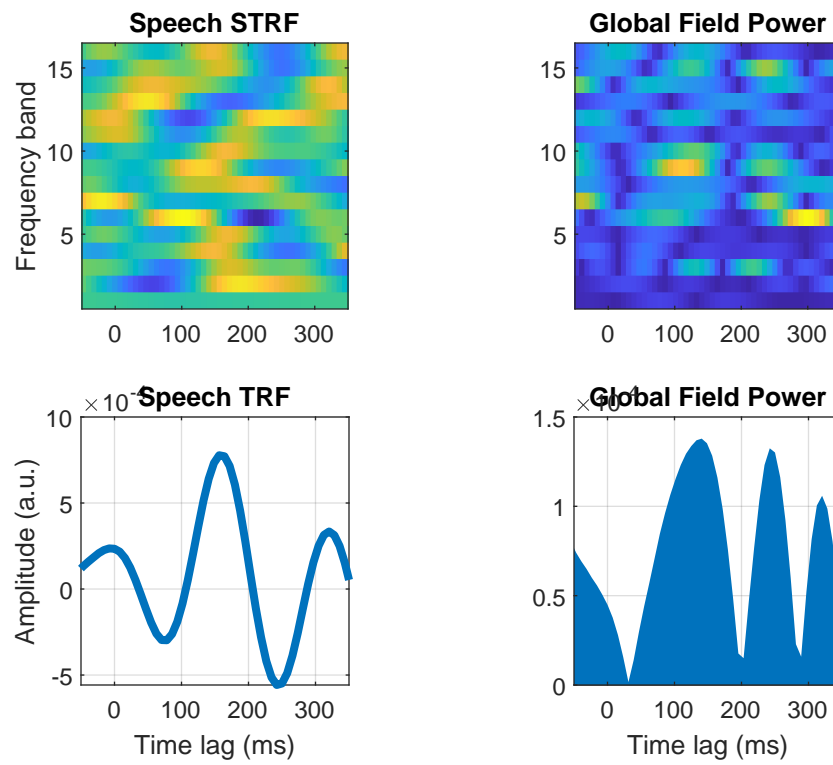 Speech STRF
Global Field Power
15
10
5
Frequency band
0 100 200 300
15
10
5
0 100 200 300
×10-4
Speech TRF
Global Field Power
10
5
0
-5
Amplitude (a.u.)
0 100 200 300
Time lag (ms)
1.5
1
0.5
0
0 100 200 300
Time lag (ms)